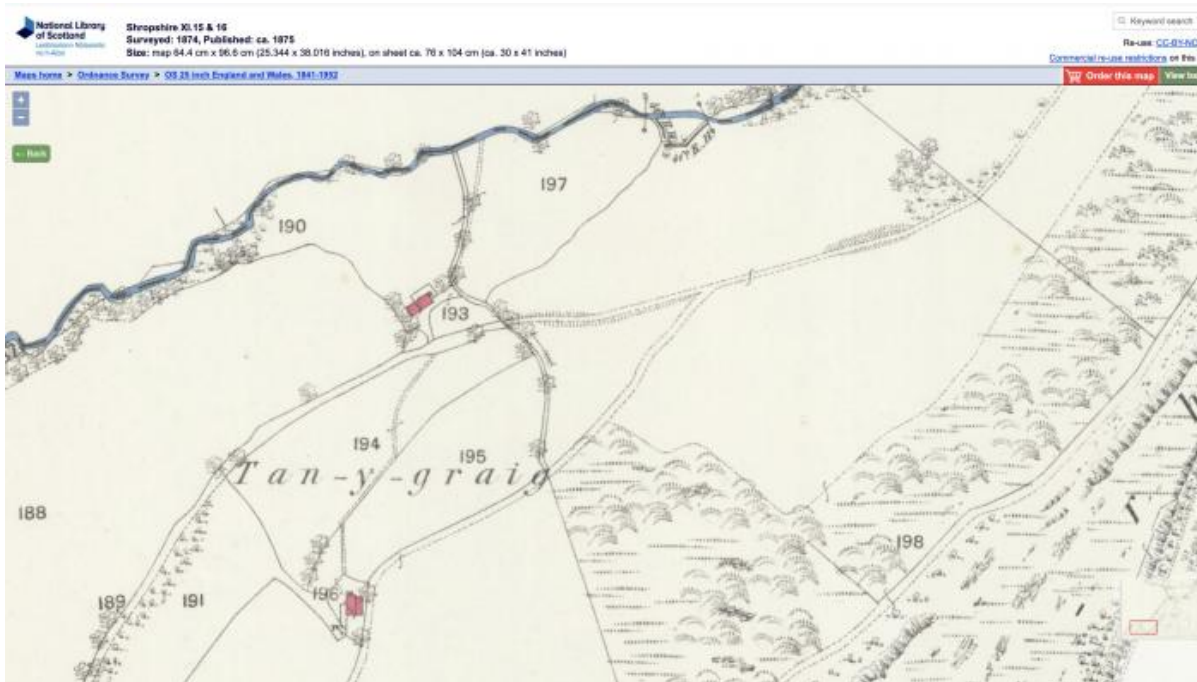 National Library
of Scotland
Shropshire XI.15 & 16
Surveyed: 1874, Published: ca. 1875
Size: map 64.4 cm x 96.6 cm (25.344 x 38.016 inches), on sheet ca. 76 x 104 cm (ca. 30 x 41 inches)
Keyword search
Re-use: CC-BY-NC
Commercial re-use restrictions on this
Maps home > Ordnance Survey > OS 25 inch England and Wales, 1841-1952
Order this map
View
+
−
Back
197
190
193
194
195
Tan-y-graig
188
198
196
189
191
r